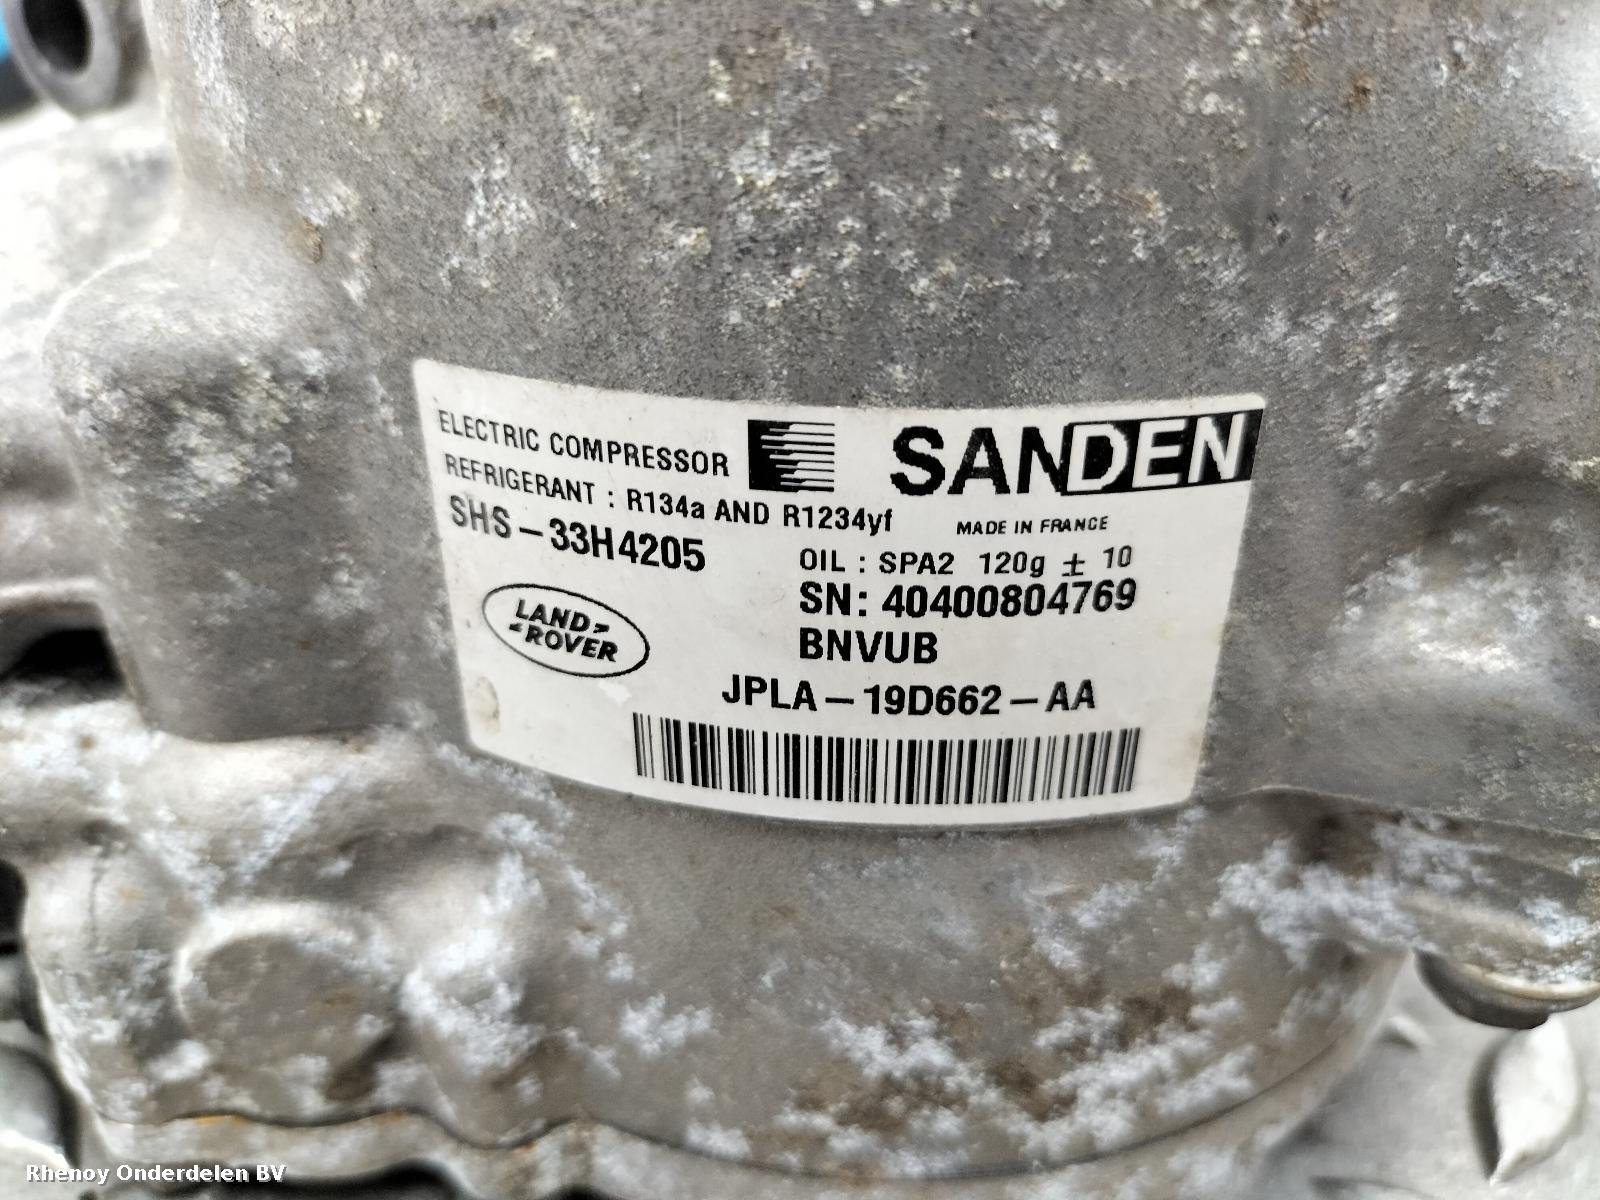 ELECTRIC COMPRESSOR
SANDEN
REFRIGERANT : R134a AND R1234yf
MADE IN FRANCE
SHS-33H4205
OIL : SPA2 120g ± 10
SN: 40400804769
LAND
ROVER
BNVUB
JPLA-19D662-AA
Rhenoy Onderdelen BV